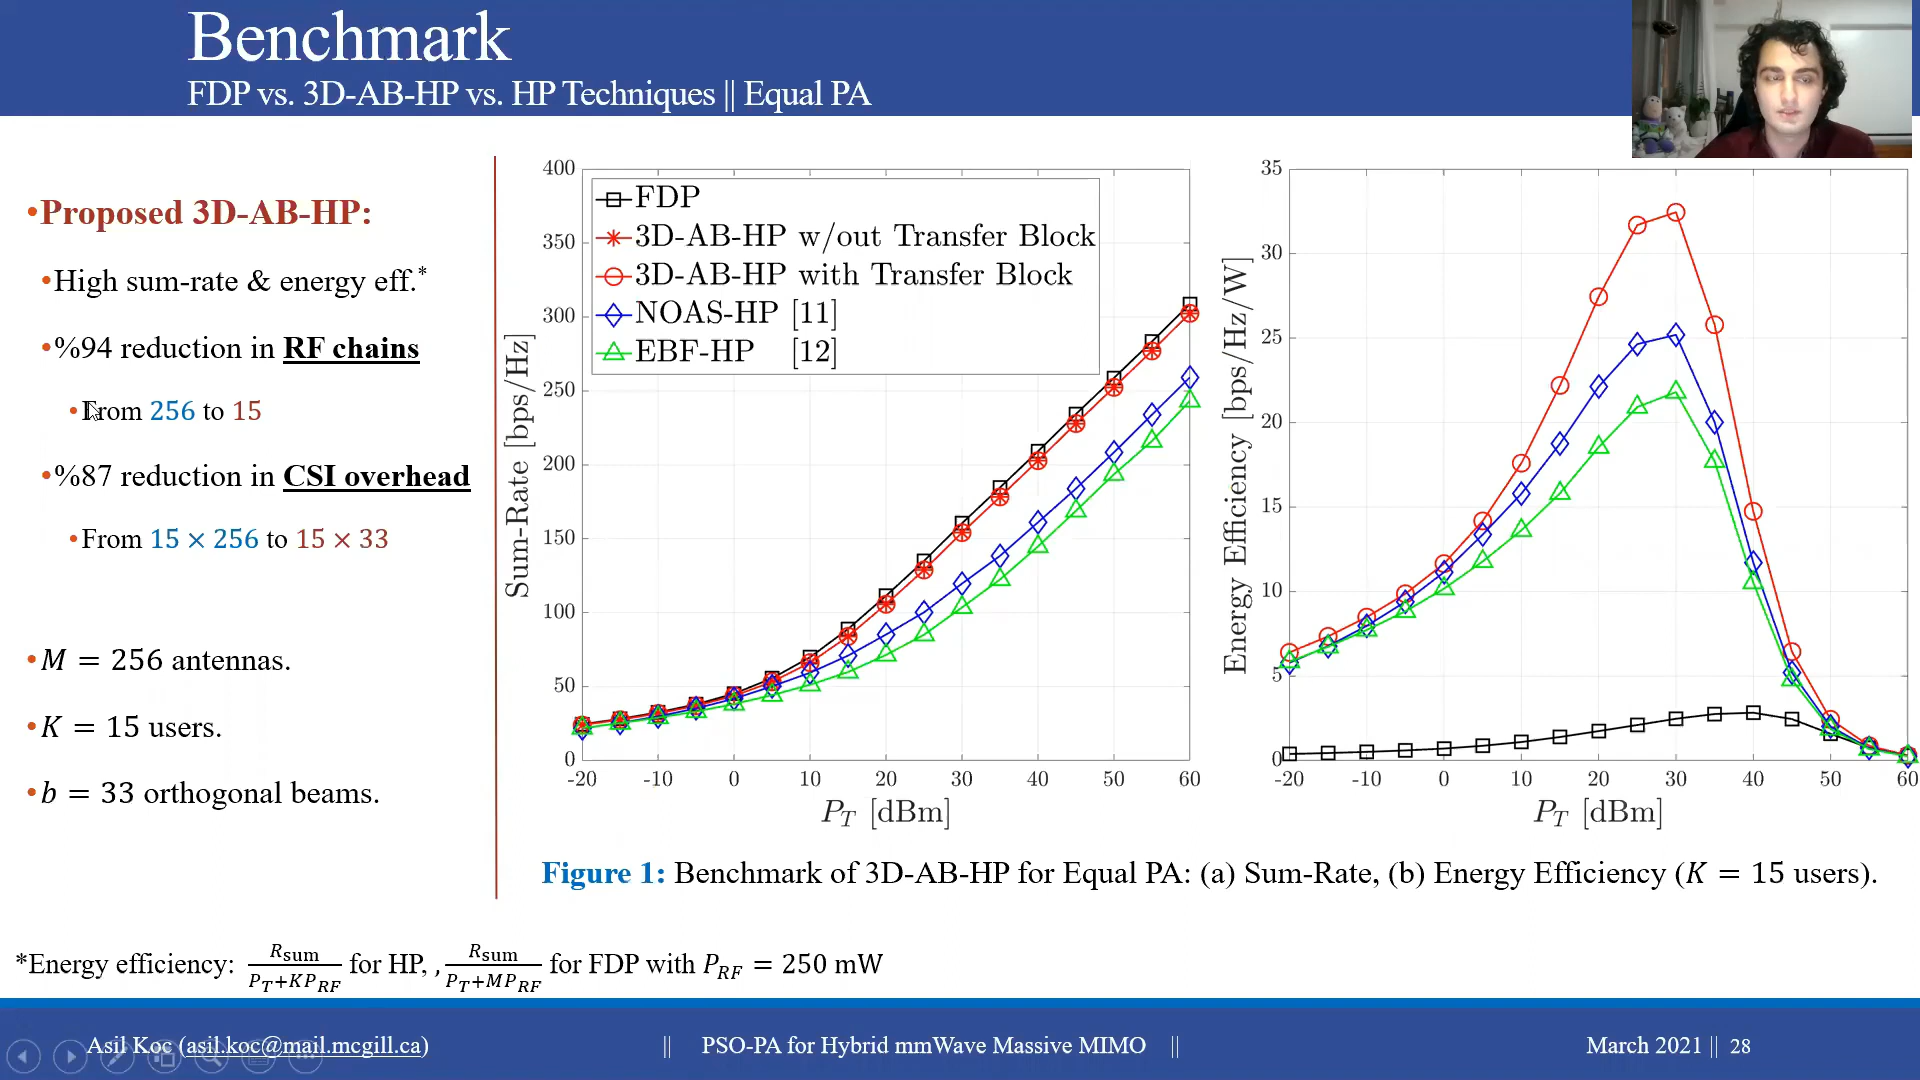 Benchmark
FDP vs. 3D-AB-HP vs. HP Techniques || Equal PA
•Proposed 3D-AB-HP:
•High sum-rate & energy eff.*
•%94 reduction in RF chains
•From 256 to 15
•%87 reduction in CSI overhead
•From 15 × 256 to 15 × 33
•M = 256 antennas.
•K = 15 users.
•b = 33 orthogonal beams.
Sum-Rate [bps/Hz]
400
350
300
250
200
150
100
50
0
FDP
3D-AB-HP w/out Transfer Block
3D-AB-HP with Transfer Block
NOAS-HP [11]
EBF-HP [12]
-20 -10 0 10 20 30 40 50 60
P_T [dBm]
Energy Efficiency [bps/Hz/W]
35
30
25
20
15
10
5
0
-20 -10 0 10 20 30 40 50 60
P_T [dBm]
Figure 1: Benchmark of 3D-AB-HP for Equal PA: (a) Sum-Rate, (b) Energy Efficiency (K = 15 users).
*Energy efficiency: R_sum/(P_T+KP_RF) for HP, , R_sum/(P_T+MP_RF) for FDP with P_RF = 250 mW
Asil Koc (asil.koc@mail.mcgill.ca) || PSO-PA for Hybrid mmWave Massive MIMO || March 2021 || 28